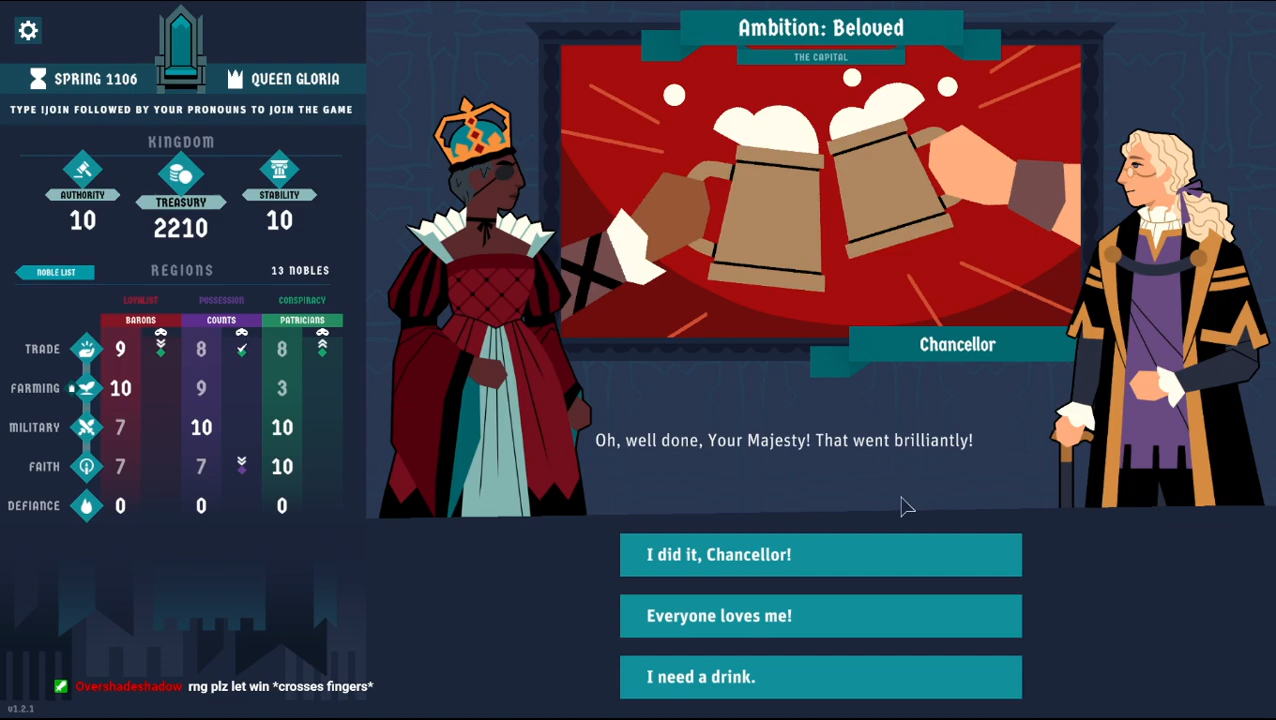 SPRING 1106
QUEEN GLORIA
TYPE !JOIN FOLLOWED BY YOUR PRONOUNS TO JOIN THE GAME
KINGDOM
AUTHORITY
TREASURY
STABILITY
10
2210
10
NOBLE LIST
REGIONS
13 NOBLES
LOYALIST
POSSESSION
CONSPIRACY
BARONS
COUNTS
PATRICIANS
TRADE 9 8 8
FARMING 10 9 3
MILITARY 7 10 10
FAITH 7 7 10
DEFIANCE 0 0 0
Overshadeshadow rng plz let win *crosses fingers*
v1.2.1
Ambition: Beloved
THE CAPITAL
Chancellor
Oh, well done, Your Majesty! That went brilliantly!
I did it, Chancellor!
Everyone loves me!
I need a drink.